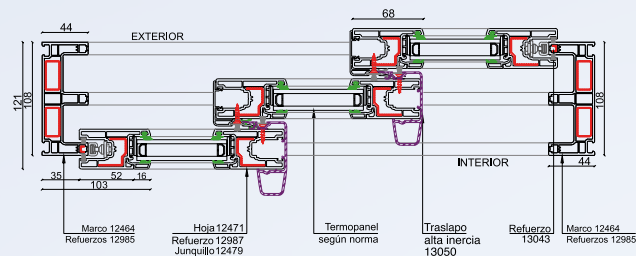 68
44
EXTERIOR
121
108
108
INTERIOR
44
35
52
16
103
Marco 12464
Refuerzos 12985
Hoja 12471
Refuerzo 12987
Junquillo 12479
Termopanel
según norma
Traslapo
alta inercia
13050
Refuerzo
13043
Marco 12464
Refuerzos 12985